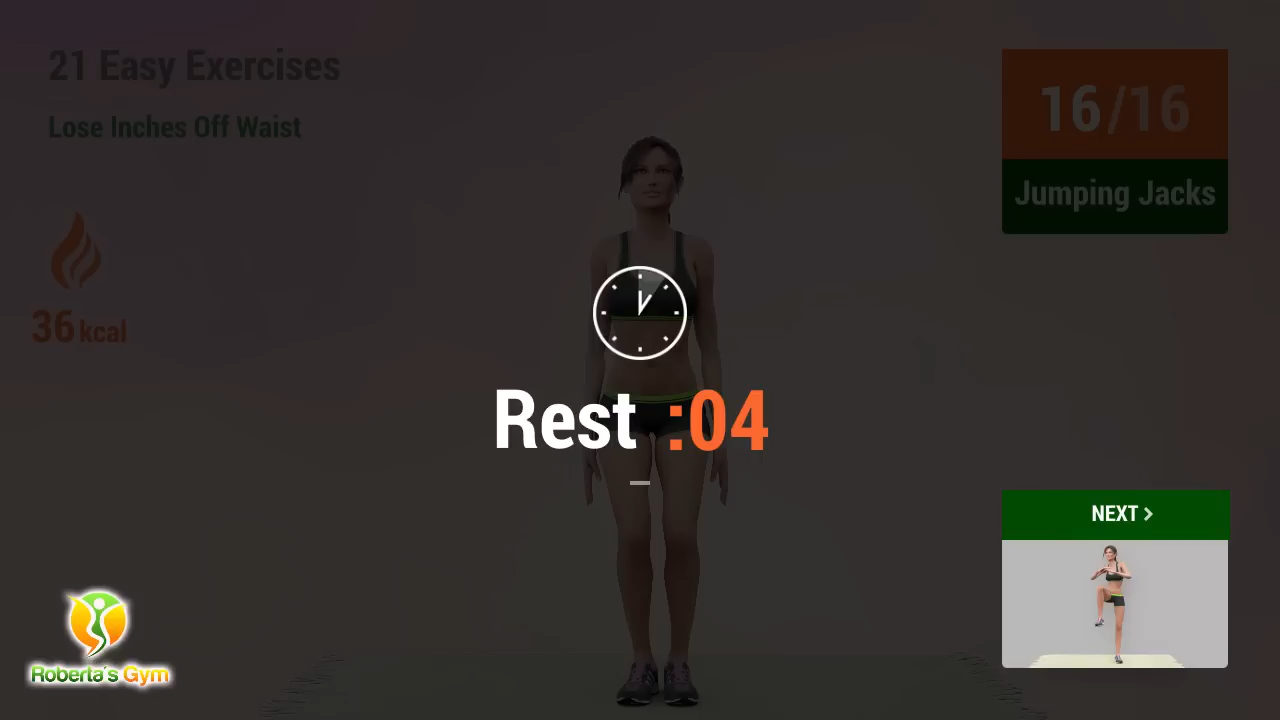 21 Easy Exercises
Lose Inches Off Waist
36 kcal
16/16
Jumping Jacks
Rest :04
NEXT >
Roberta´s Gym